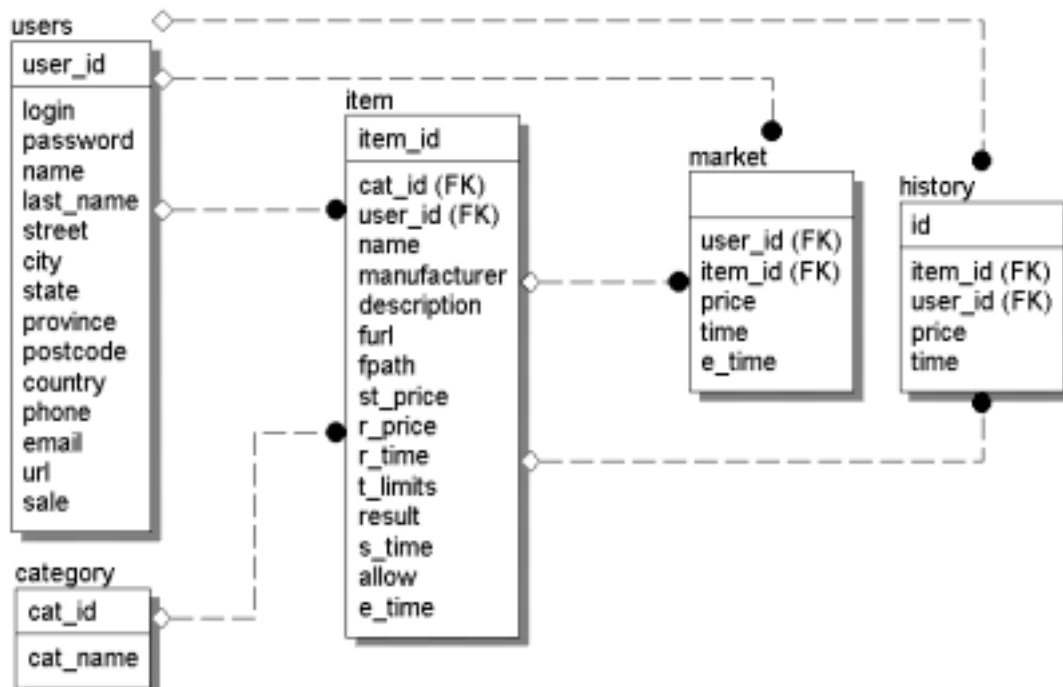 users
user_id
login
password
name
last_name
street
city
state
province
postcode
country
phone
email
url
sale
category
cat_id
cat_name
item
item_id
cat_id (FK)
user_id (FK)
name
manufacturer
description
furl
fpath
st_price
r_price
r_time
t_limits
result
s_time
allow
e_time
market
user_id (FK)
item_id (FK)
price
time
e_time
history
id
item_id (FK)
user_id (FK)
price
time